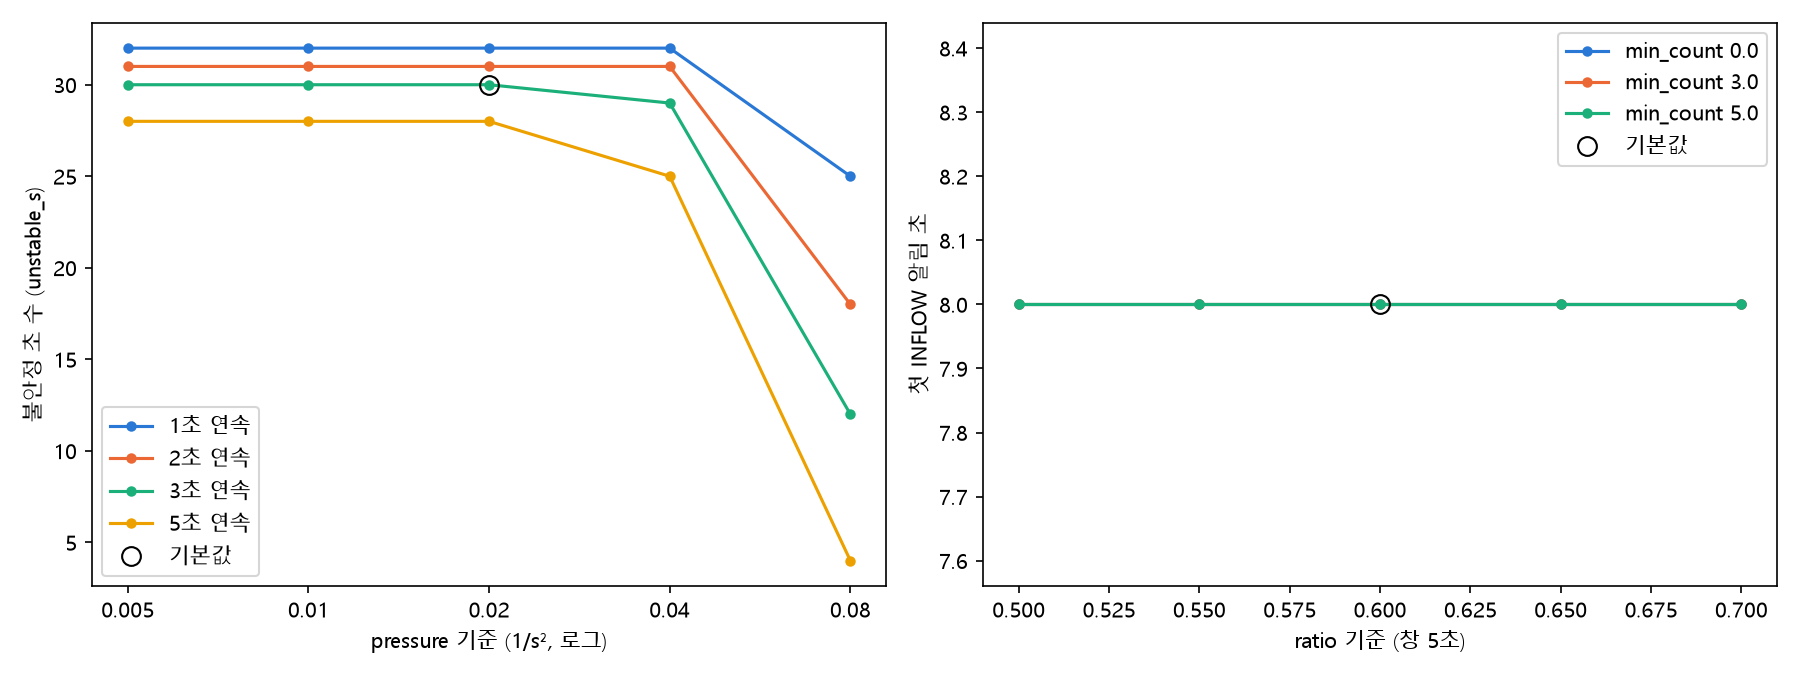 불안정 초 수 (unstable_s)
30
25
20
15
10
5
1초 연속
2초 연속
3초 연속
5초 연속
기본값
0.005
0.01
0.02
0.04
0.08
pressure 기준 (1/s², 로그)
첫 INFLOW 알림 초
8.4
8.3
8.2
8.1
8.0
7.9
7.8
7.7
7.6
min_count 0.0
min_count 3.0
min_count 5.0
기본값
0.500
0.525
0.550
0.575
0.600
0.625
0.650
0.675
0.700
ratio 기준 (창 5초)